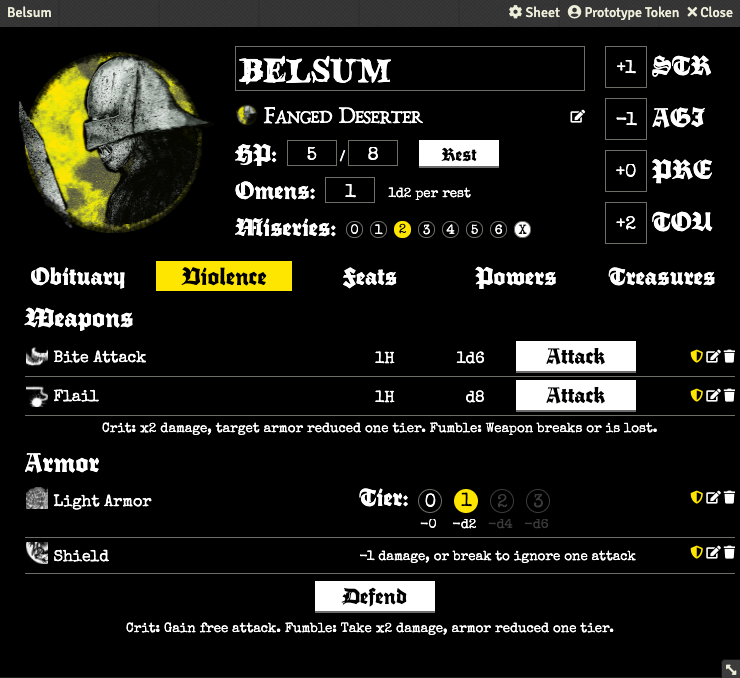 Belsum
Sheet Prototype Token Close
BELSUM
Fanged Deserter
HP: 5 / 8 Rest
Omens: 1 1d2 per rest
Miseries: 0 1 2 3 4 5 6 X
+1 STR
-1 AGI
+0 PRE
+2 TOU
Obituary Violence Feats Powers Treasures
Weapons
Bite Attack 1H 1d6 Attack
Flail 1H d8 Attack
Crit: x2 damage, target armor reduced one tier. Fumble: Weapon breaks or is lost.
Armor
Light Armor Tier: 0 1 2 3
-0 -d2 -d4 -d6
Shield -1 damage, or break to ignore one attack
Defend
Crit: Gain free attack. Fumble: Take x2 damage, armor reduced one tier.